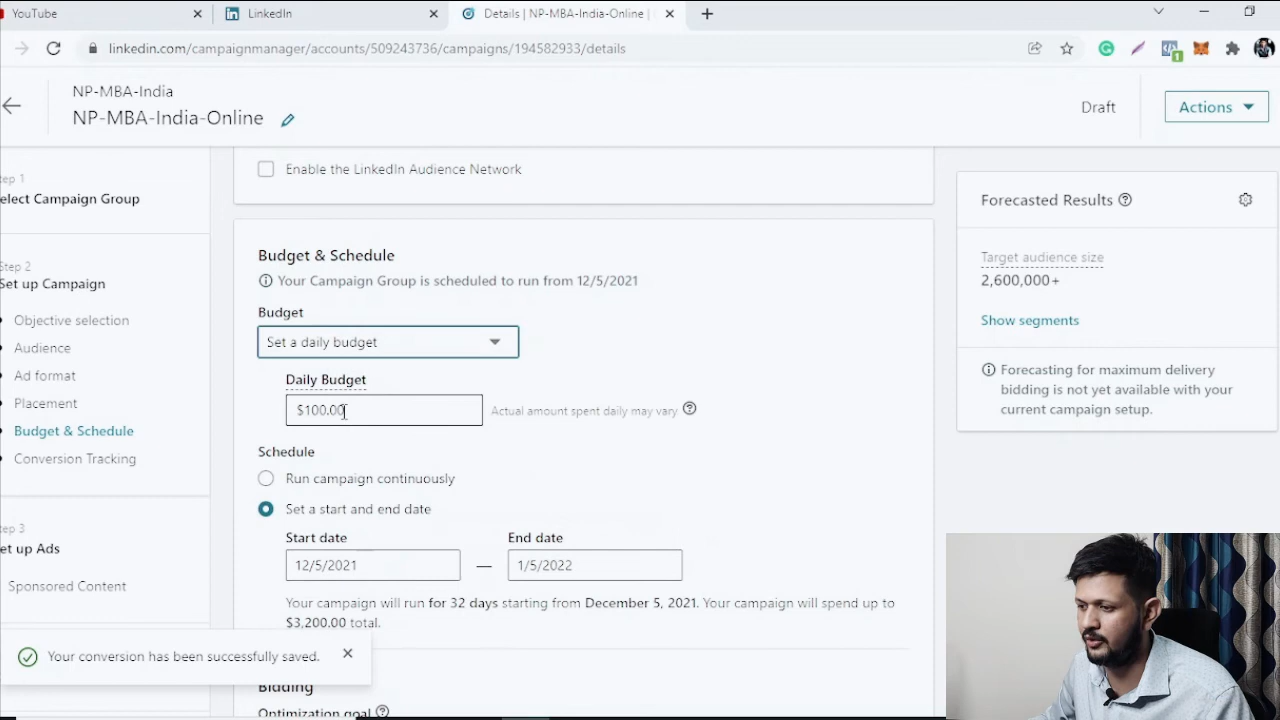 YouTube
LinkedIn
Details | NP-MBA-India-Online |
linkedin.com/campaignmanager/accounts/509243736/campaigns/194582933/details
1
NP-MBA-India
NP-MBA-India-Online
Draft
Actions
tep 1
elect Campaign Group
Step 2
Set up Campaign
Objective selection
Audience
Ad format
Placement
Budget & Schedule
Conversion Tracking
tep 3
et up Ads
Sponsored Content
Enable the LinkedIn Audience Network
Budget & Schedule
Your Campaign Group is scheduled to run from 12/5/2021
Budget
Set a daily budget
Daily Budget
$100.00
Actual amount spent daily may vary
Schedule
Run campaign continuously
Set a start and end date
Start date
End date
12/5/2021
—
1/5/2022
Your campaign will run for 32 days starting from December 5, 2021. Your campaign will spend up to
$3,200.00 total.
Bidding
Optimization goal
Forecasted Results
Target audience size
2,600,000+
Show segments
Forecasting for maximum delivery
bidding is not yet available with your
current campaign setup.
Your conversion has been successfully saved.